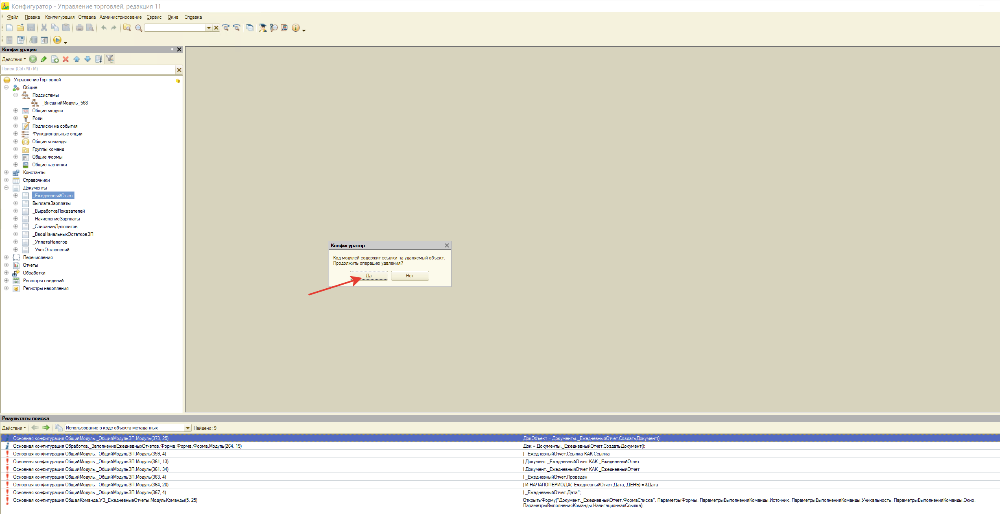 Конфигуратор - Управление торговлей, редакция 11
Файл Правка Конфигурация Отладка Администрирование Сервис Окна Справка
Конфигурация
Действия
Поиск (Ctrl+Alt+M)
УправлениеТорговлей
Общие
Подсистемы
_ВнешнийМодуль_568
Общие модули
Роли
Подписки на события
Функциональные опции
Общие команды
Группы команд
Общие формы
Общие картинки
Константы
Справочники
Документы
_ЕжедневныйОтчет
ВыплатаЗарплаты
_ВыработкаПоказателей
_НачислениеЗарплаты
_СписаниеДепозитов
_ВводНачальныхОстатковЗП
_УплатаНалогов
_УчетОтклонений
Перечисления
Отчеты
Обработки
Регистры сведений
Регистры накопления
Конфигуратор
Код модулей содержит ссылки на удаляемый объект.
Продолжить операцию удаления?
Да Нет
Результаты поиска
Действия Использование в коде объекта метаданных Найдено: 9
Основная конфигурация ОбщийМодуль._ОбщийМодульЗП.Модуль(373, 25) ДокОбъект = Документы._ЕжедневныйОтчет.СоздатьДокумент();
Основная конфигурация Обработка._ЗаполнениеЕжедневныхОтчетов.Форма.Форма.Форма.Модуль(264, 19) Док = Документы._ЕжедневныйОтчет.СоздатьДокумент();
Основная конфигурация ОбщийМодуль._ОбщийМодульЗП.Модуль(359, 4) | _ЕжедневныйОтчет.Ссылка КАК Ссылка
Основная конфигурация ОбщийМодуль._ОбщийМодульЗП.Модуль(361, 13) | Документ._ЕжедневныйОтчет КАК _ЕжедневныйОтчет
Основная конфигурация ОбщийМодуль._ОбщийМодульЗП.Модуль(361, 34) | Документ._ЕжедневныйОтчет КАК _ЕжедневныйОтчет
Основная конфигурация ОбщийМодуль._ОбщийМодульЗП.Модуль(363, 4) | _ЕжедневныйОтчет.Проведен
Основная конфигурация ОбщийМодуль._ОбщийМодульЗП.Модуль(364, 20) | И НАЧАЛОПЕРИОДА(_ЕжедневныйОтчет.Дата, ДЕНЬ) = &Дата
Основная конфигурация ОбщийМодуль._ОбщийМодульЗП.Модуль(367, 4) | _ЕжедневныйОтчет.Дата";
Основная конфигурация ОбщаяКоманда.УЗ_ЕжедневныеОтчеты.МодульКоманды(5, 25) ОткрытьФорму("Документ._ЕжедневныйОтчет.ФормаСписка", ПараметрыФормы, ПараметрыВыполненияКоманды.Источник, ПараметрыВыполненияКоманды.Уникальность, ПараметрыВыполненияКоманды.Окно,
ПараметрыВыполненияКоманды.НавигационнаяСсылка);